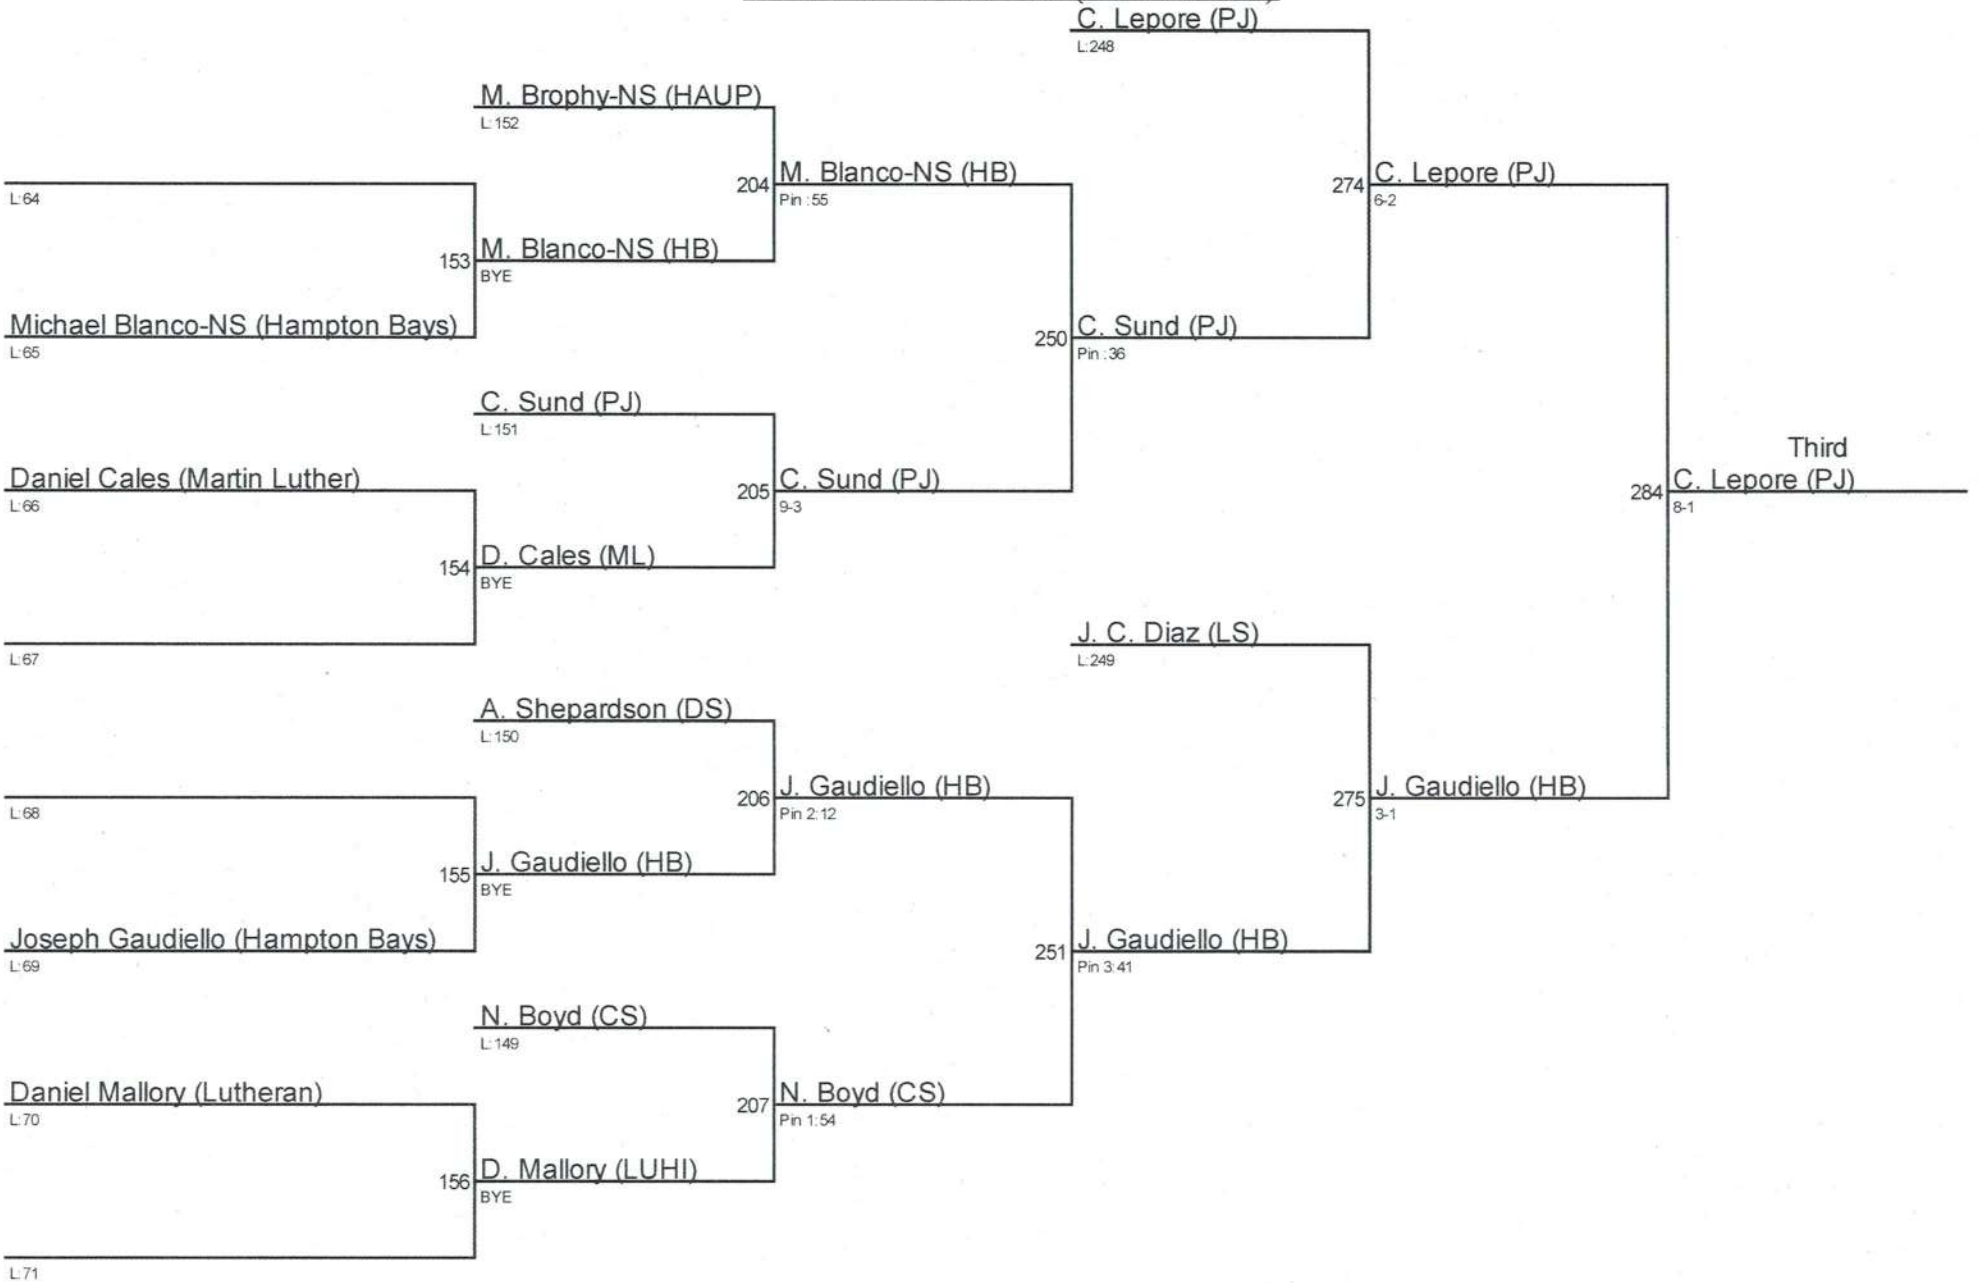 C. Lepore (PJ)
L:248
M. Brophy-NS (HAUP)
L:152
L:64
204 M. Blanco-NS (HB)
Pin :55
274 C. Lepore (PJ)
6-2
153 M. Blanco-NS (HB)
BYE
Michael Blanco-NS (Hampton Bays)
L:65
250 C. Sund (PJ)
Pin :36
C. Sund (PJ)
L:151
Third
Daniel Cales (Martin Luther)
L:66
205 C. Sund (PJ)
9-3
284 C. Lepore (PJ)
8-1
154 D. Cales (ML)
BYE
L:67
J. C. Diaz (LS)
L:249
A. Shepardson (DS)
L:150
L:68
206 J. Gaudiello (HB)
Pin 2:12
275 J. Gaudiello (HB)
3-1
155 J. Gaudiello (HB)
BYE
Joseph Gaudiello (Hampton Bays)
L:69
251 J. Gaudiello (HB)
Pin 3:41
N. Boyd (CS)
L:149
Daniel Mallory (Lutheran)
L:70
207 N. Boyd (CS)
Pin 1:54
156 D. Mallory (LUHI)
BYE
L:71